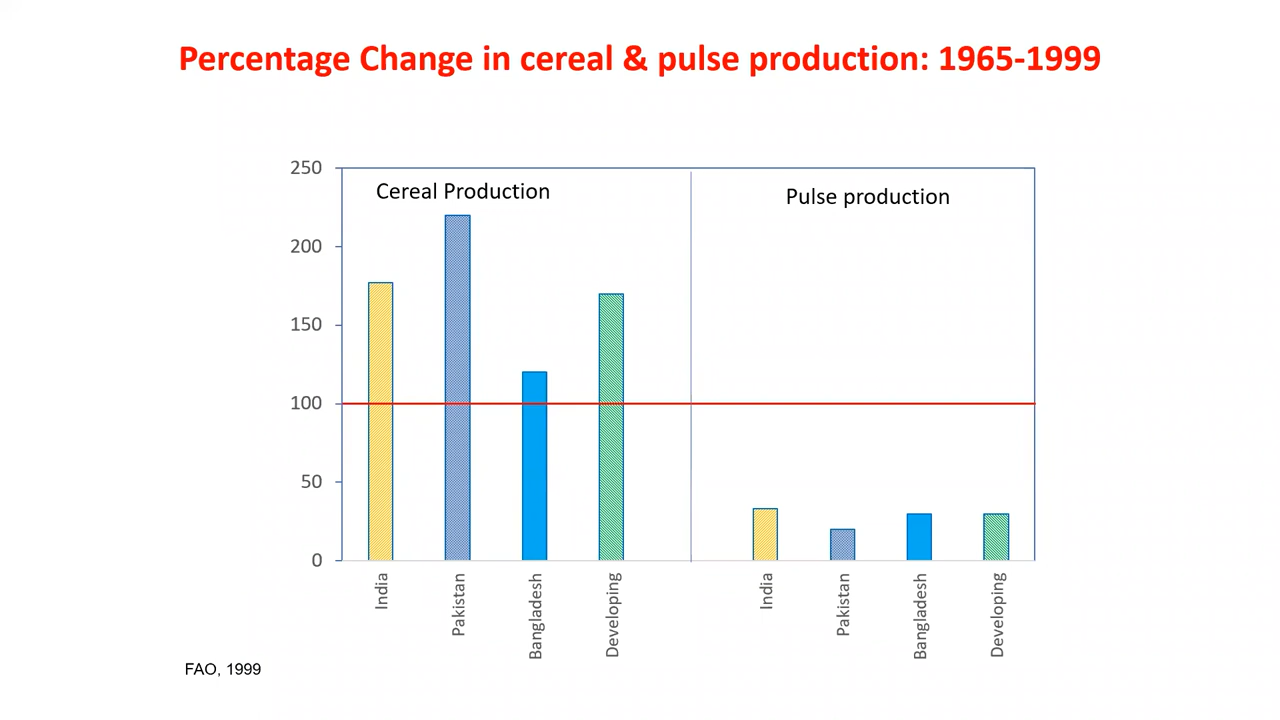 Percentage Change in cereal & pulse production: 1965-1999
250
200
150
100
50
0
Cereal Production
Pulse production
India
Pakistan
Bangladesh
Developing
India
Pakistan
Bangladesh
Developing
FAO, 1999